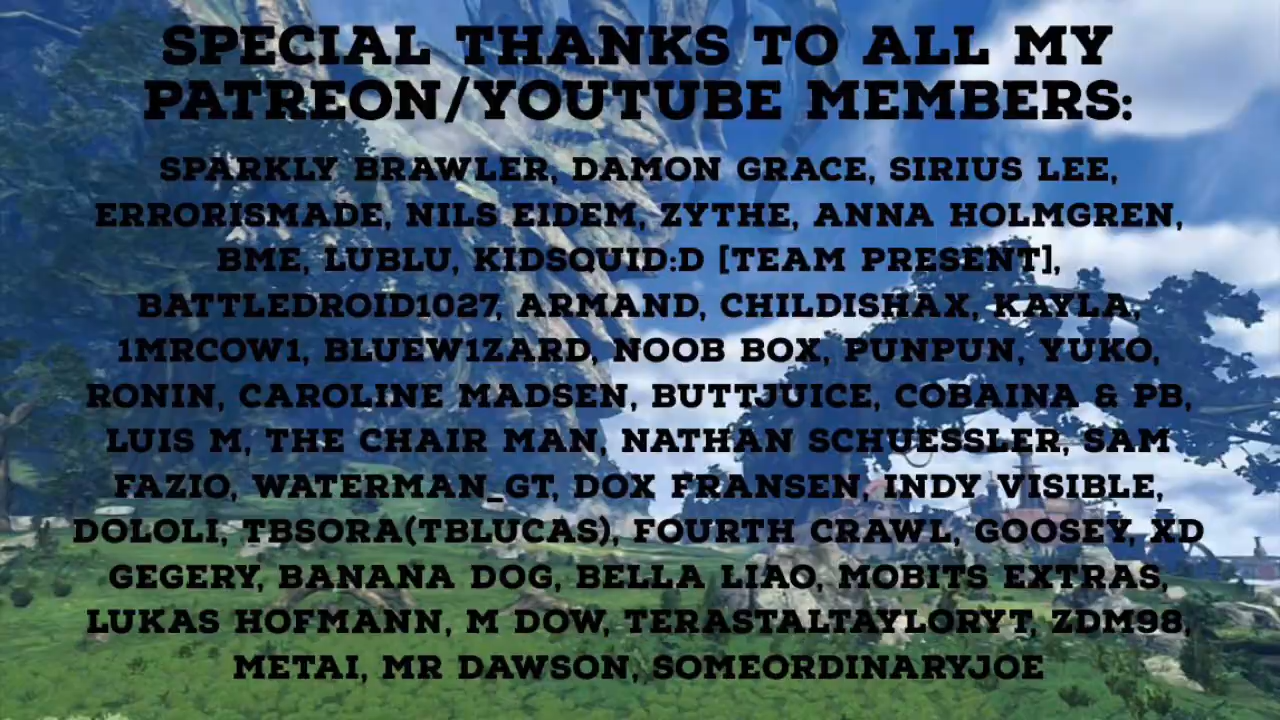 SPECIAL THANKS TO ALL MY
PATREON/YOUTUBE MEMBERS:
SPARKLY BRAWLER, DAMON GRACE, SIRIUS LEE,
ERRORISMADE, NILS EIDEM, ZYTHE, ANNA HOLMGREN,
BME, LUBLU, KIDSQUID:D [TEAM PRESENT],
BATTLEDROID1027, ARMAND, CHILDISHAX, KAYLA,
1MRCOW1, BLUEW1ZARD, NOOB BOX, PUNPUN, YUKO,
RONIN, CAROLINE MADSEN, BUTTJUICE, COBAINA & PB,
LUIS M, THE CHAIR MAN, NATHAN SCHUESSLER, SAM
FAZIO, WATERMAN_GT, DOX FRANSEN, INDY VISIBLE,
DOLOLI, TBSORA(TBLUCAS), FOURTH CRAWL, GOOSEY, XD
GEGERY, BANANA DOG, BELLA LIAO, MOBITS EXTRAS,
LUKAS HOFMANN, M DOW, TERASTALTAYLORYT, ZDM98,
METAI, MR DAWSON, SOMEORDINARYJOE